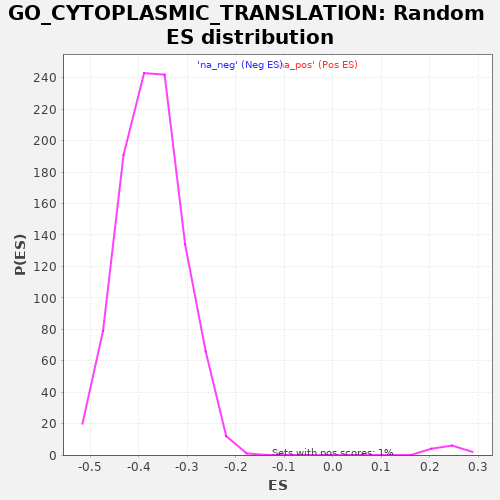 GO_CYTOPLASMIC_TRANSLATION: Random
ES distribution
'na_neg' (Neg ES) 'na_pos' (Pos ES)
240
220
200
180
160
140
120
100
80
60
40
20
0
P(ES)
Sets with pos scores: 1%
-0.5 -0.4 -0.3 -0.2 -0.1 0.0 0.1 0.2 0.3
ES